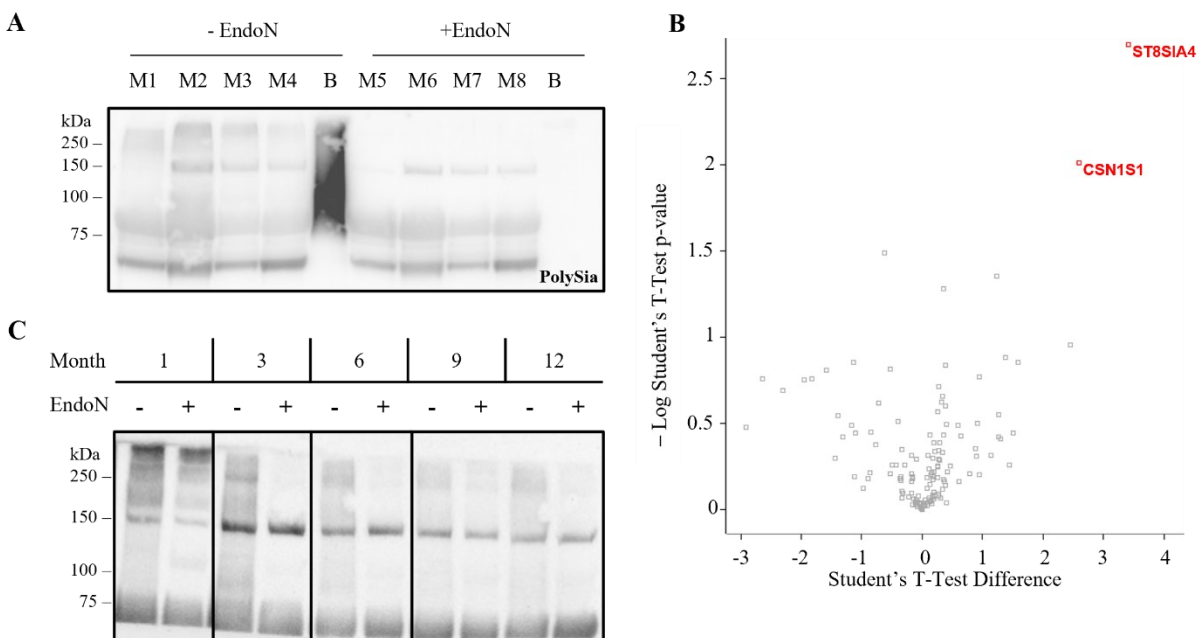 A
- EndoN +EndoN
M1 M2 M3 M4 B M5 M6 M7 M8 B
kDa
250
150
100
75
PolySia
B
2.5
2
1.5
1
0.5
0
-3 -2 -1 0 1 2 3 4
– Log Student's T-Test p-value
Student's T-Test Difference
ST8SIA4
CSN1S1
C
Month 1 3 6 9 12
EndoN - + - + - + - + - +
kDa
250
150
100
75